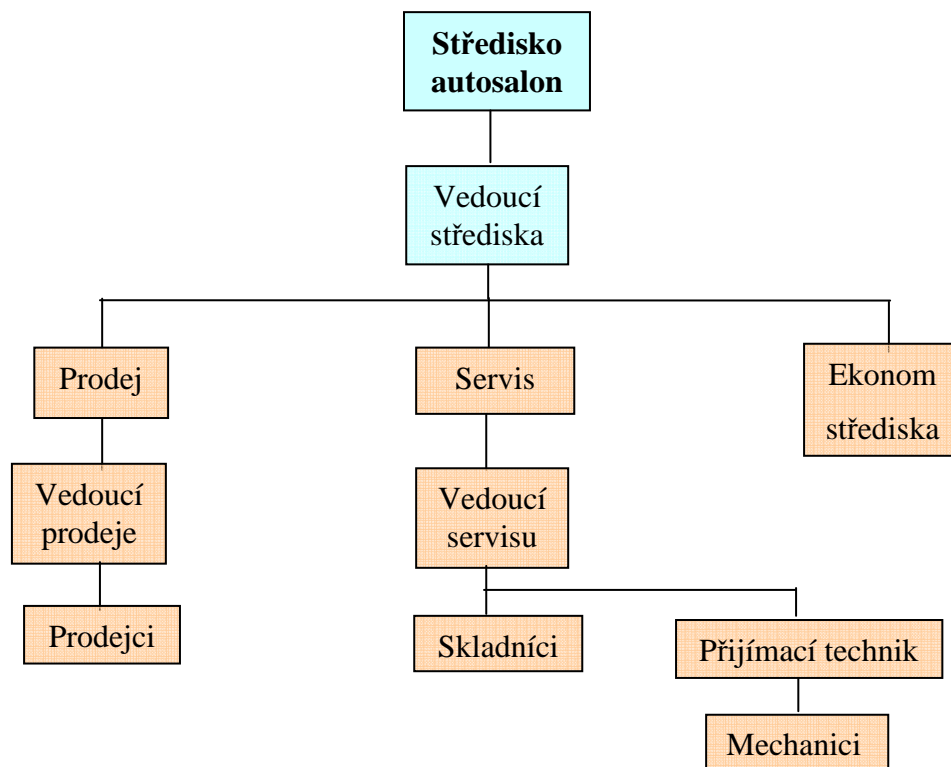 Středisko
autosalon
Vedoucí
střediska
Prodej
Servis
Ekonom
střediska
Vedoucí
prodeje
Vedoucí
servisu
Prodejci
Skladníci
Přijímací technik
Mechanici